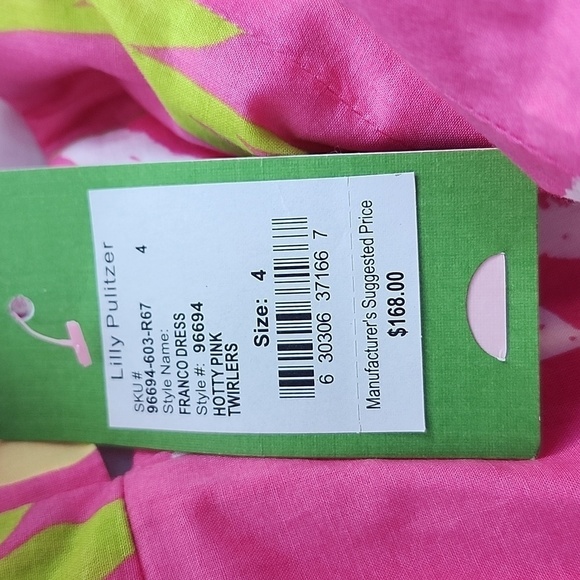 Lilly Pulitzer
SKU #
96694-603-R67 4
Style Name:
FRANCO DRESS
Style #: 96694
HOTTY PINK
TWIRLERS
Size: 4
6 30306 37166 7
Manufacturer's Suggested Price
$168.00